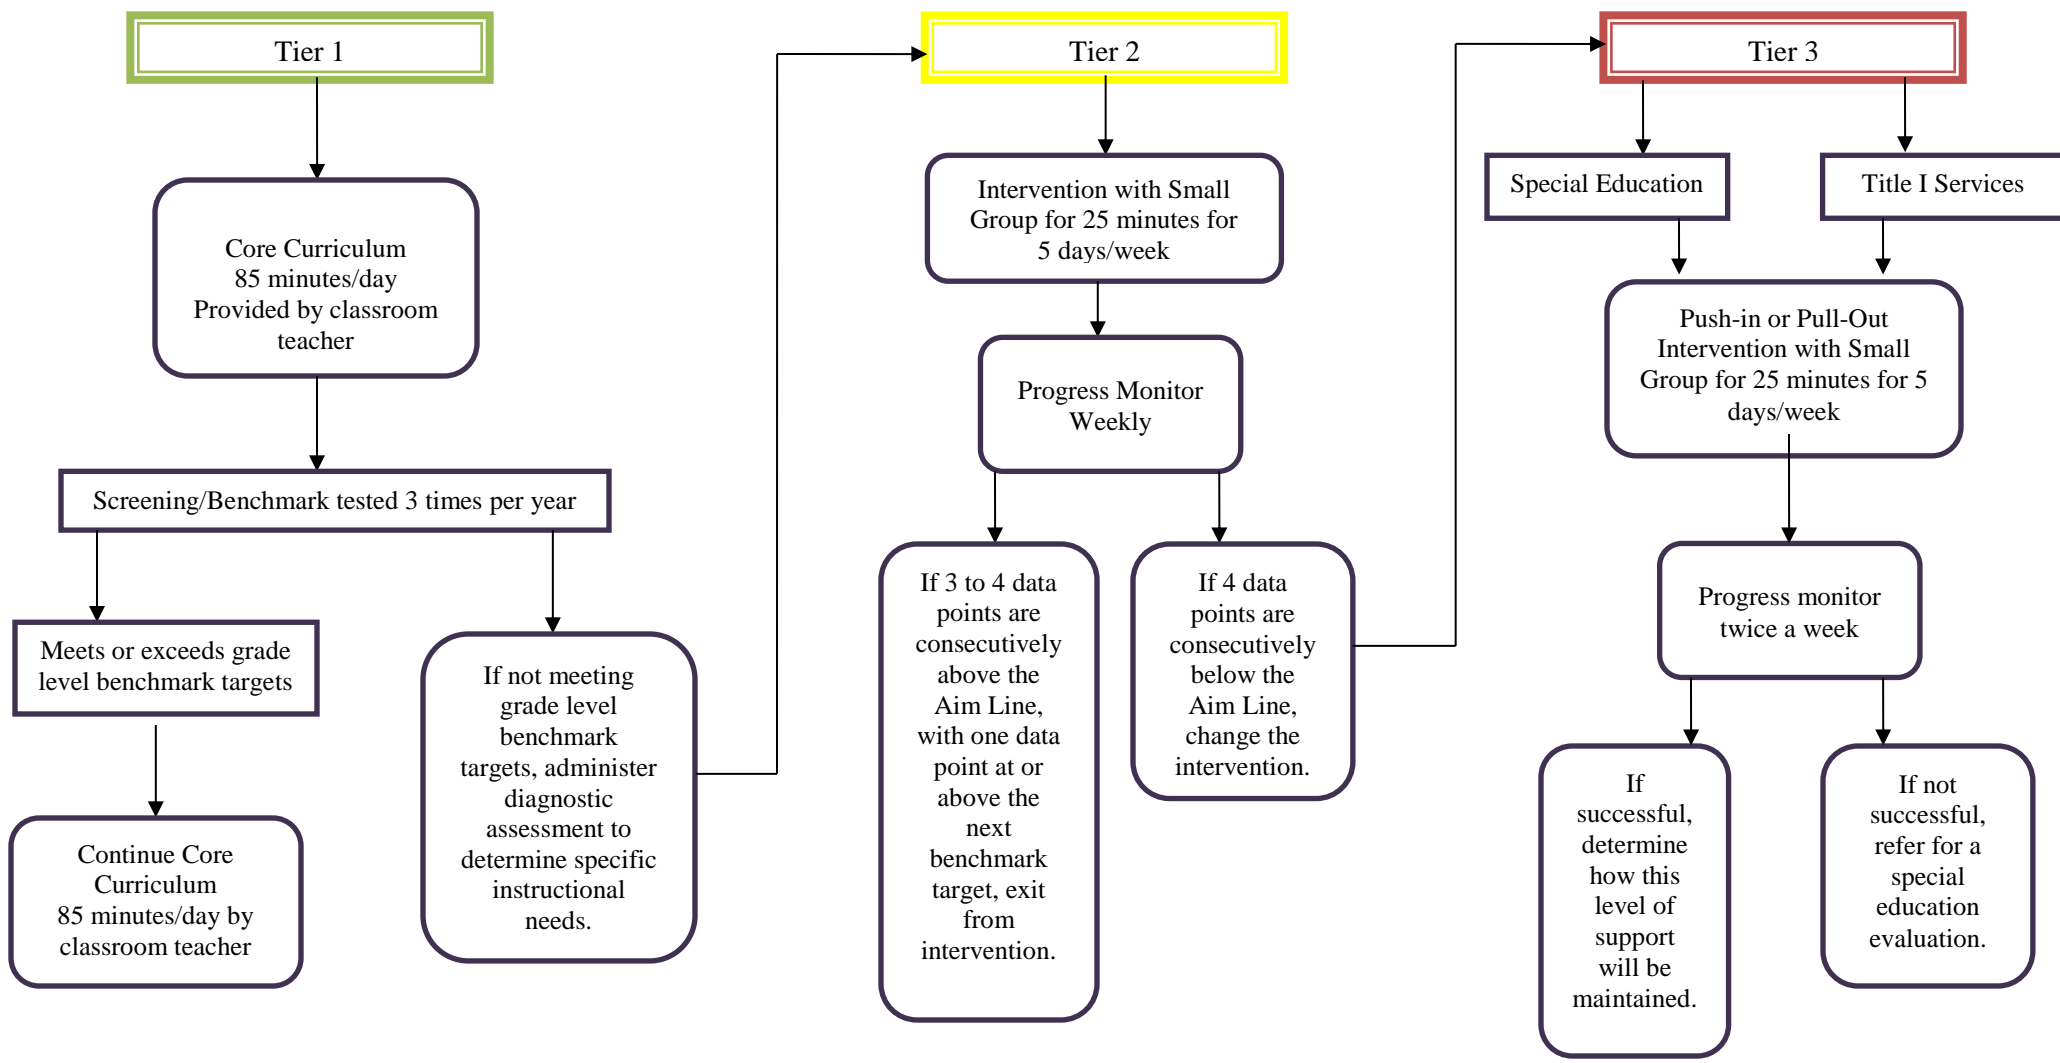 Tier 1
Core Curriculum
85 minutes/day
Provided by classroom
teacher
Screening/Benchmark tested 3 times per year
Meets or exceeds grade
level benchmark targets
Continue Core
Curriculum
85 minutes/day by
classroom teacher
If not meeting
grade level
benchmark
targets, administer
diagnostic
assessment to
determine specific
instructional
needs.
Tier 2
Intervention with Small
Group for 25 minutes for
5 days/week
Progress Monitor
Weekly
If 3 to 4 data
points are
consecutively
above the
Aim Line,
with one data
point at or
above the
next
benchmark
target, exit
from
intervention.
If 4 data
points are
consecutively
below the
Aim Line,
change the
intervention.
Tier 3
Special Education
Title I Services
Push-in or Pull-Out
Intervention with Small
Group for 25 minutes for 5
days/week
Progress monitor
twice a week
If
successful,
determine
how this
level of
support
will be
maintained.
If not
successful,
refer for a
special
education
evaluation.